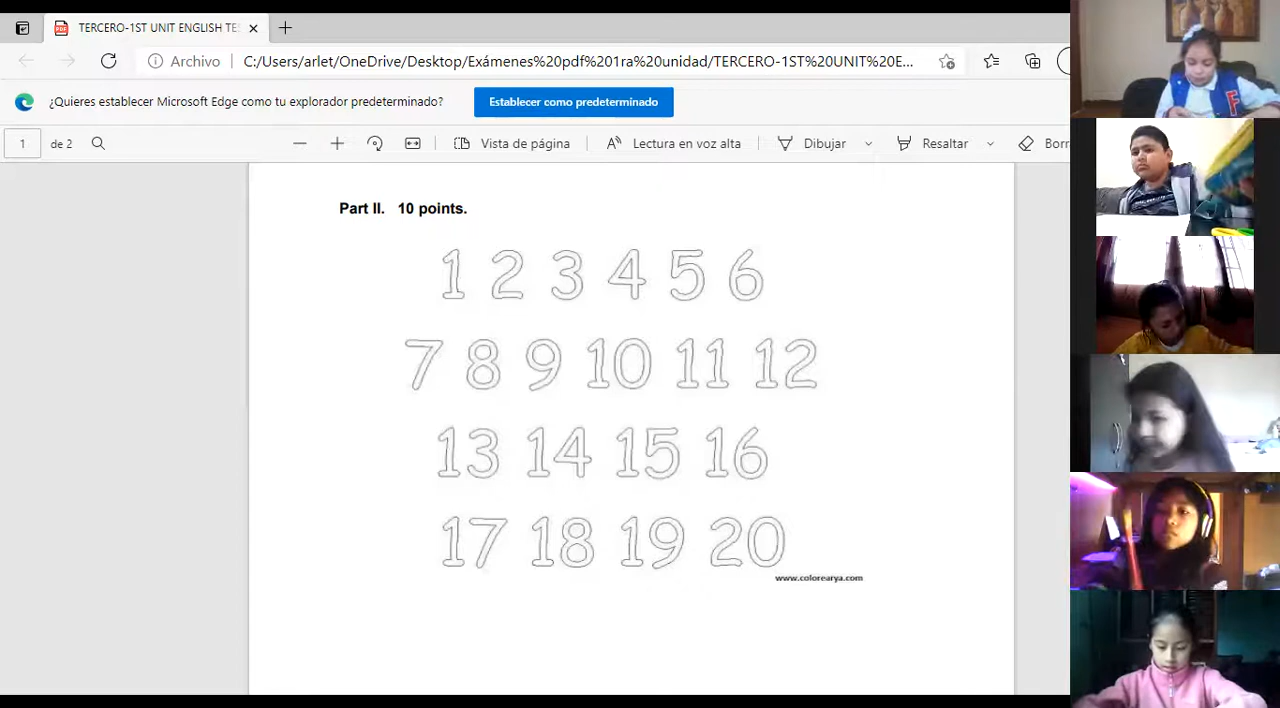 TERCERO-1ST UNIT ENGLISH TES
Archivo C:/Users/arlet/OneDrive/Desktop/Exámenes%20pdf%201ra%20unidad/TERCERO-1ST%20UNIT%20E...
¿Quieres establecer Microsoft Edge como tu explorador predeterminado? Establecer como predeterminado
1 de 2 Vista de página Lectura en voz alta Dibujar Resaltar Borr
Part II. 10 points.
1 2 3 4 5 6
7 8 9 10 11 12
13 14 15 16
17 18 19 20
www.colorearya.com
F